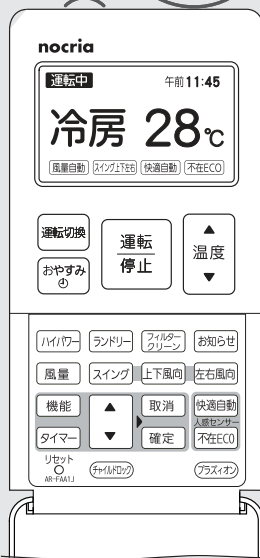 nocria
運転中 午前11:45
冷房 28℃
風量自動 スイング上下左右 快適自動 不在ECO
運転切換
運転
停止
▲
温度
▼
おやすみ
ハイパワー ランドリー フィルター
クリーン お知らせ
風量 スイング 上下風向 左右風向
機能 ▲ 取消 快適自動
人感センサー
タイマー ▼ 確定 不在ECO
リセット
AR-FAA1J
チャイルドロック プラズィオン